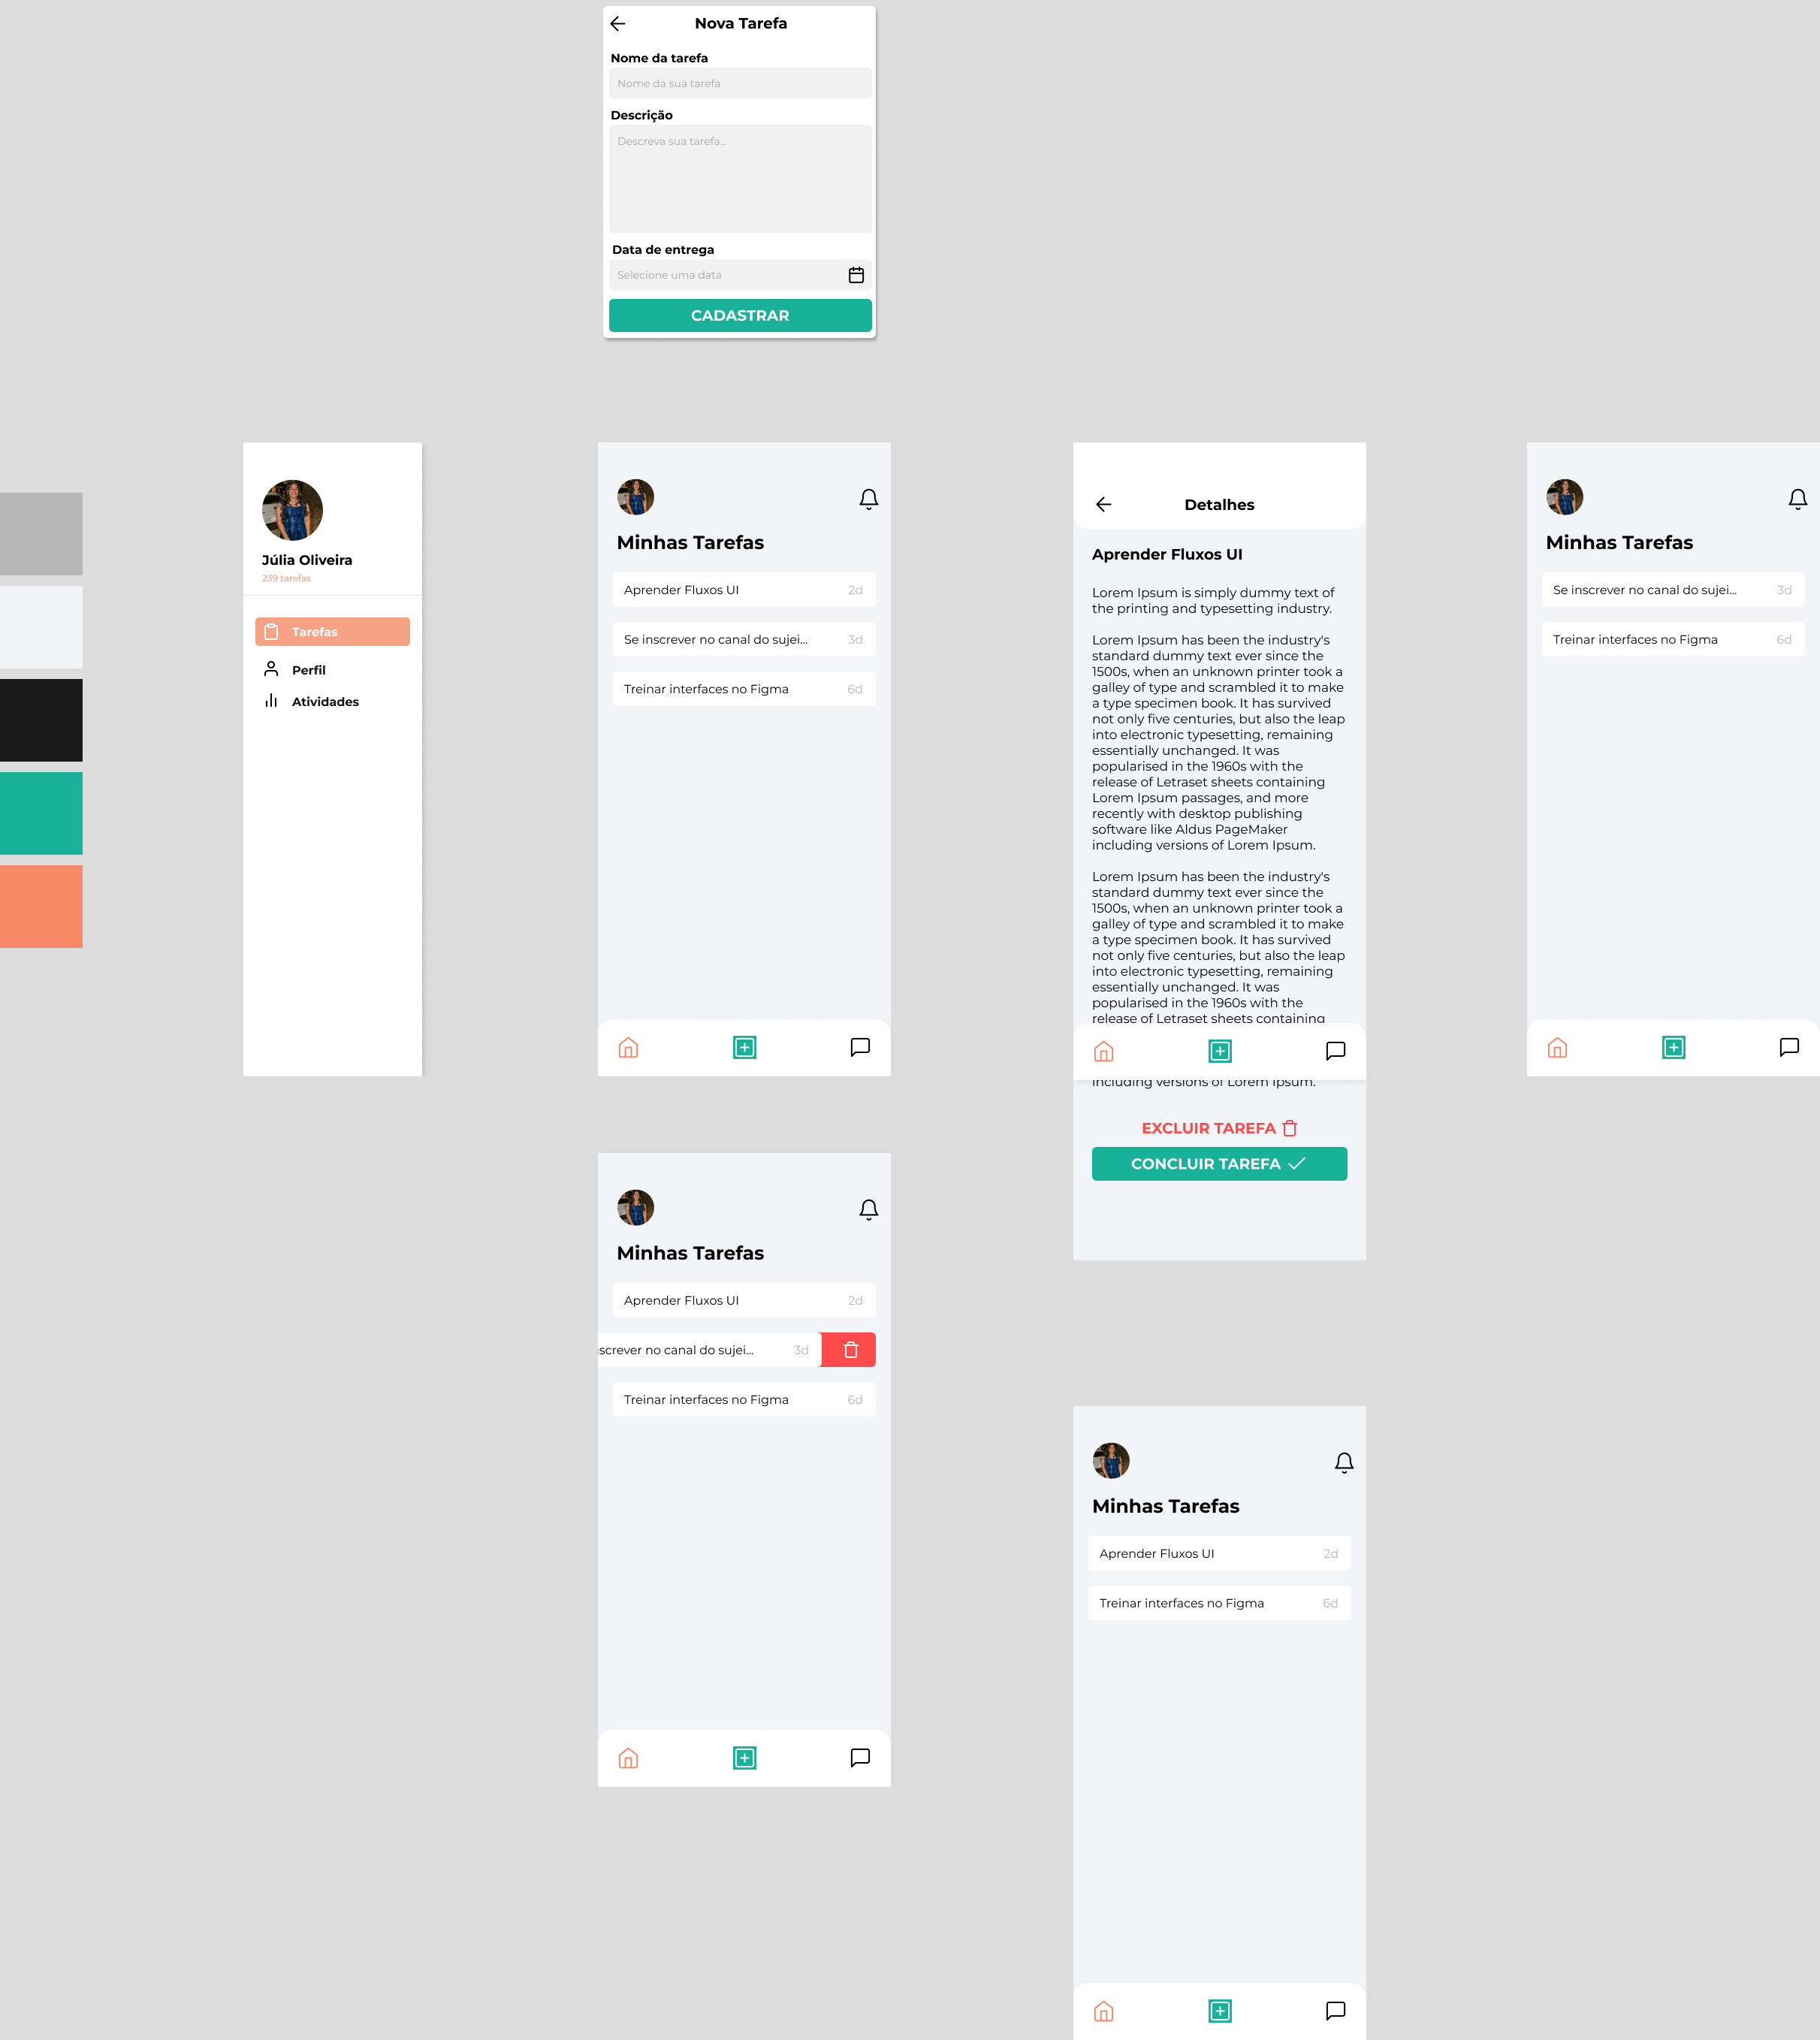 Nova Tarefa
Nome da tarefa
Nome da sua tarefa
Descrição
Descreva sua tarefa...
Data de entrega
Selecione uma data
CADASTRAR
Júlia Oliveira
239 tarefas
Tarefas
Perfil
Atividades
Minhas Tarefas
Aprender Fluxos UI 2d
Se inscrever no canal do sujei... 3d
Treinar interfaces no Figma 6d
Detalhes
Aprender Fluxos UI
Lorem Ipsum is simply dummy text of
the printing and typesetting industry.
Lorem Ipsum has been the industry's
standard dummy text ever since the
1500s, when an unknown printer took a
galley of type and scrambled it to make
a type specimen book. It has survived
not only five centuries, but also the leap
into electronic typesetting, remaining
essentially unchanged. It was
popularised in the 1960s with the
release of Letraset sheets containing
Lorem Ipsum passages, and more
recently with desktop publishing
software like Aldus PageMaker
including versions of Lorem Ipsum.
Lorem Ipsum has been the industry's
standard dummy text ever since the
1500s, when an unknown printer took a
galley of type and scrambled it to make
a type specimen book. It has survived
not only five centuries, but also the leap
into electronic typesetting, remaining
essentially unchanged. It was
popularised in the 1960s with the
release of Letraset sheets containing
including versions of Lorem Ipsum.
EXCLUIR TAREFA
CONCLUIR TAREFA
Minhas Tarefas
Se inscrever no canal do sujei... 3d
Treinar interfaces no Figma 6d
Minhas Tarefas
Aprender Fluxos UI 2d
screver no canal do sujei... 3d
Treinar interfaces no Figma 6d
Minhas Tarefas
Aprender Fluxos UI 2d
Treinar interfaces no Figma 6d